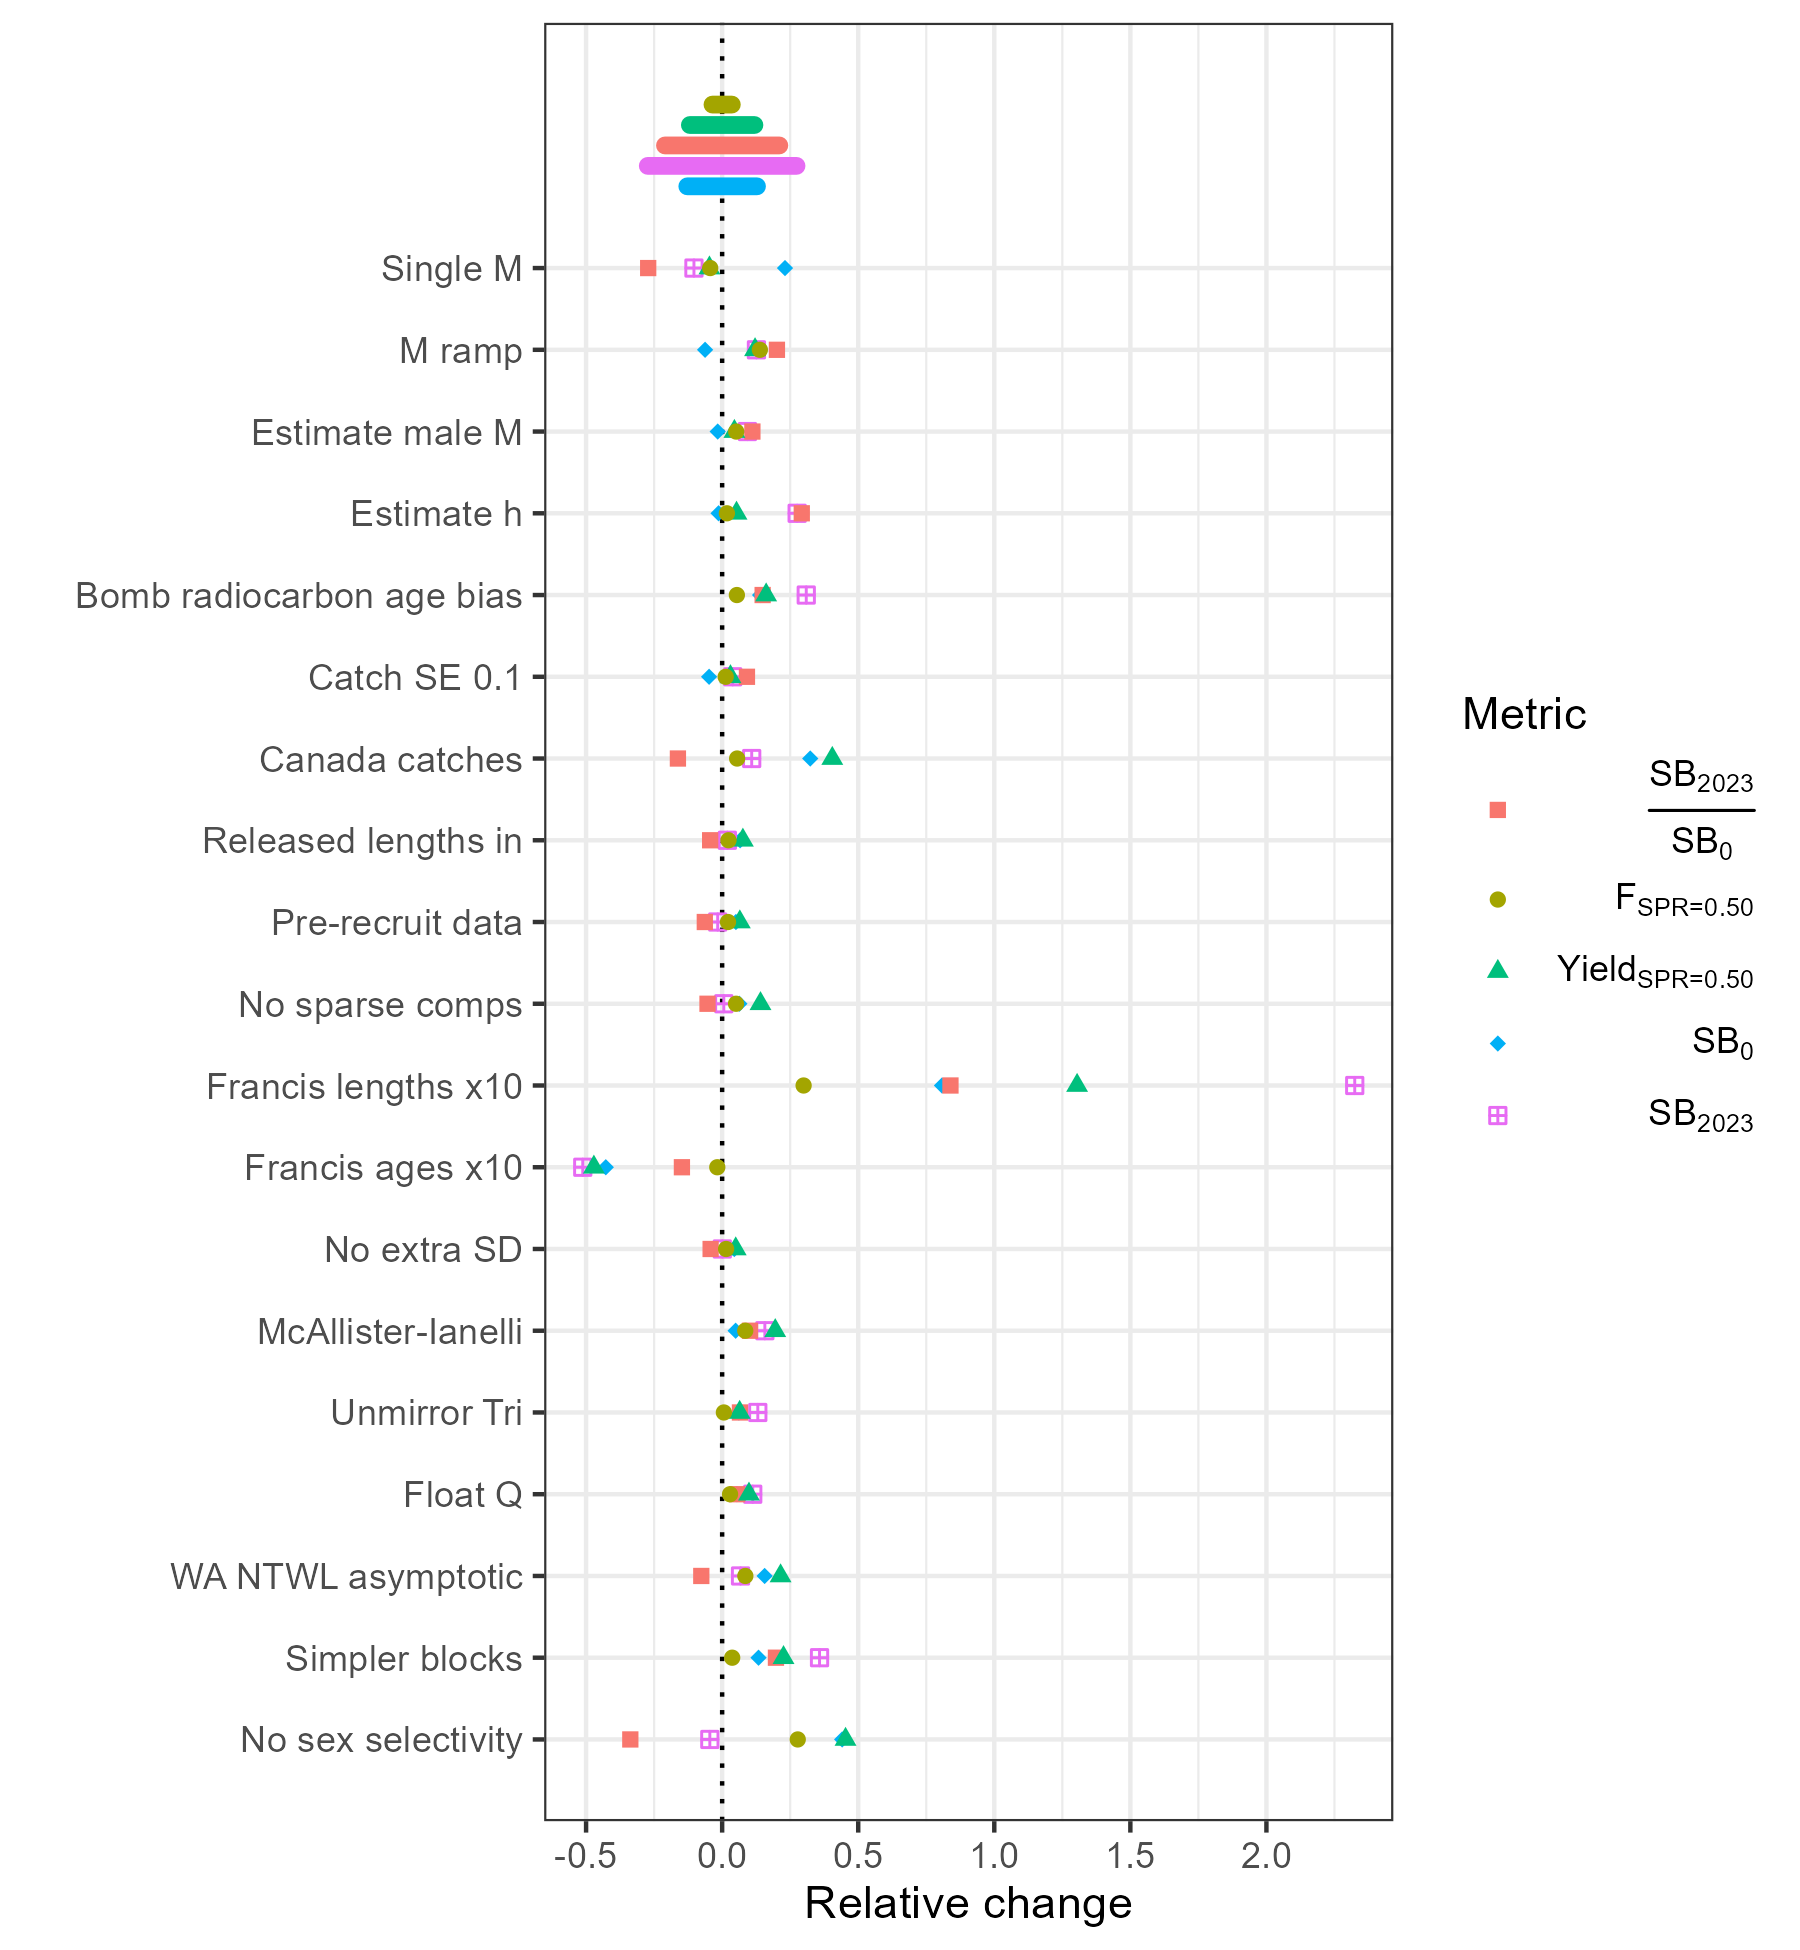 Single M
M ramp
Estimate male M
Estimate h
Bomb radiocarbon age bias
Catch SE 0.1
Canada catches
Released lengths in
Pre-recruit data
No sparse comps
Francis lengths x10
Francis ages x10
No extra SD
McAllister-Ianelli
Unmirror Tri
Float Q
WA NTWL asymptotic
Simpler blocks
No sex selectivity
-0.5 0.0 0.5 1.0 1.5 2.0
Relative change
Metric
SB2023
SB0
FSPR=0.50
YieldSPR=0.50
SB0
SB2023